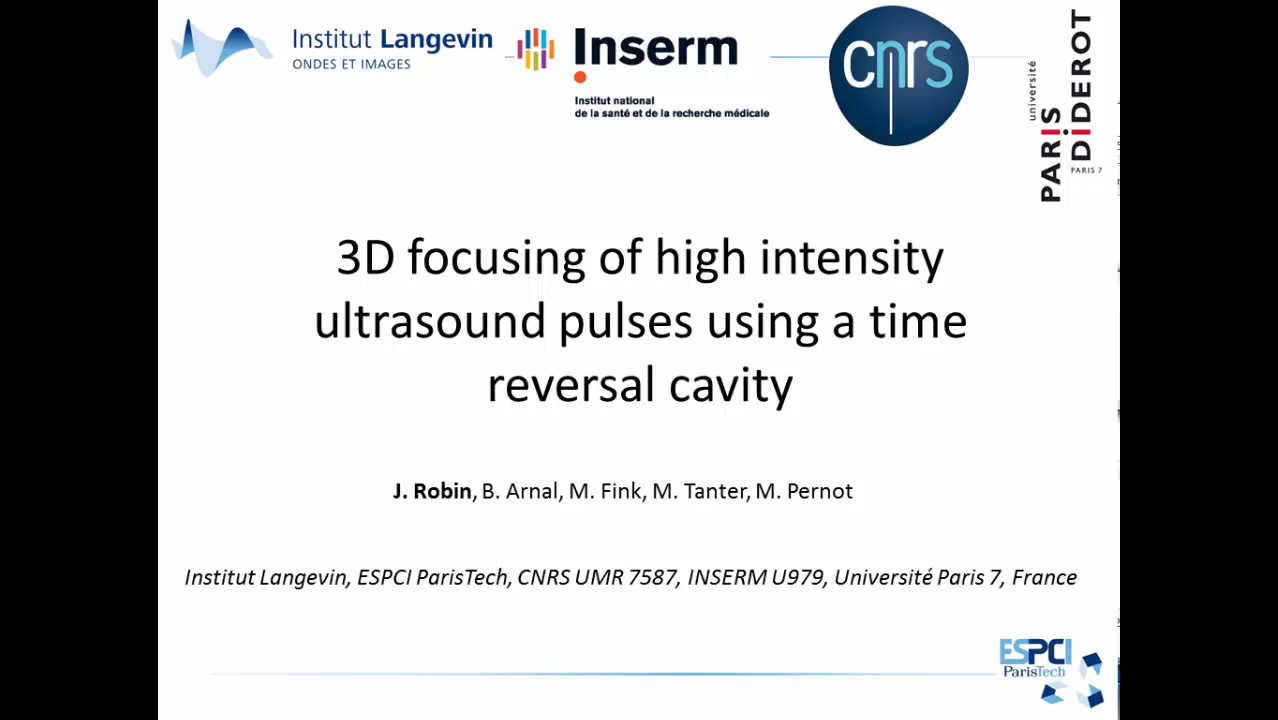 Institut Langevin
ONDES ET IMAGES
Inserm
Institut national
de la santé et de la recherche médicale
cnrs
université
PARIS
DiDEROT
PARIS 7
3D focusing of high intensity
ultrasound pulses using a time
reversal cavity
J. Robin, B. Arnal, M. Fink, M. Tanter, M. Pernot
Institut Langevin, ESPCI ParisTech, CNRS UMR 7587, INSERM U979, Université Paris 7, France
ESPCI
ParisTech